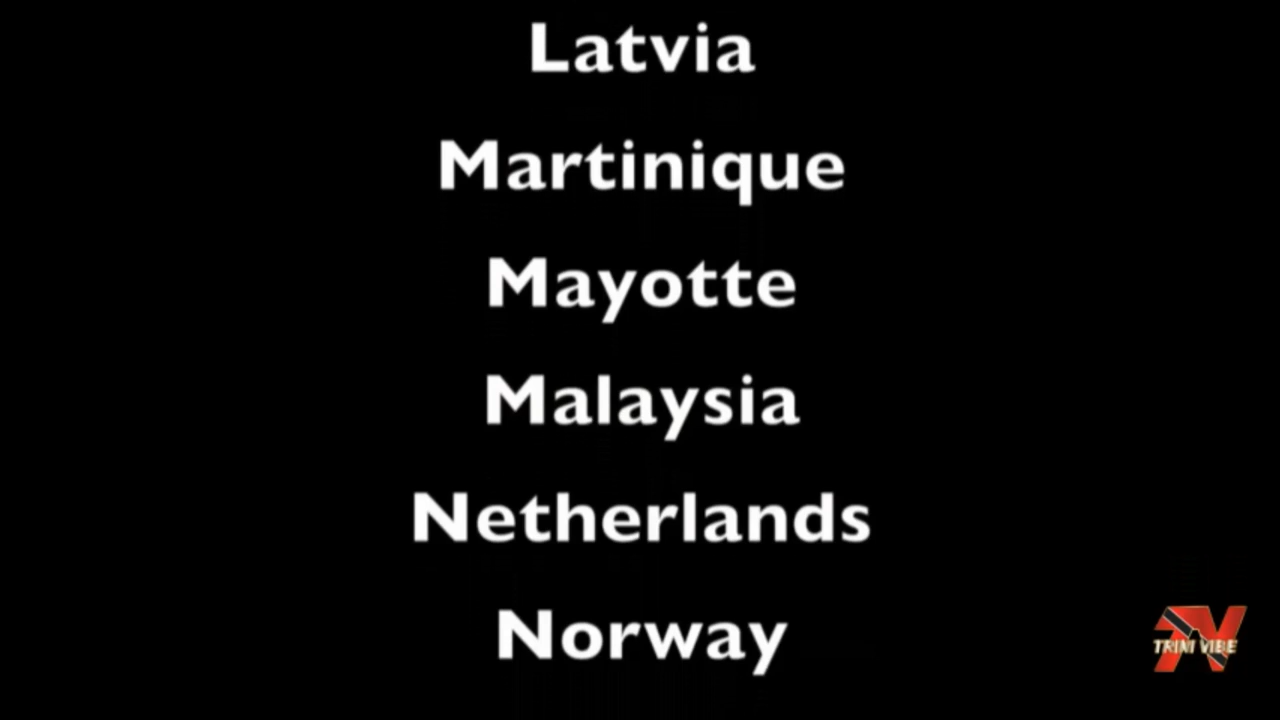 Latvia
Martinique
Mayotte
Malaysia
Netherlands
Norway
TRINI VIBE